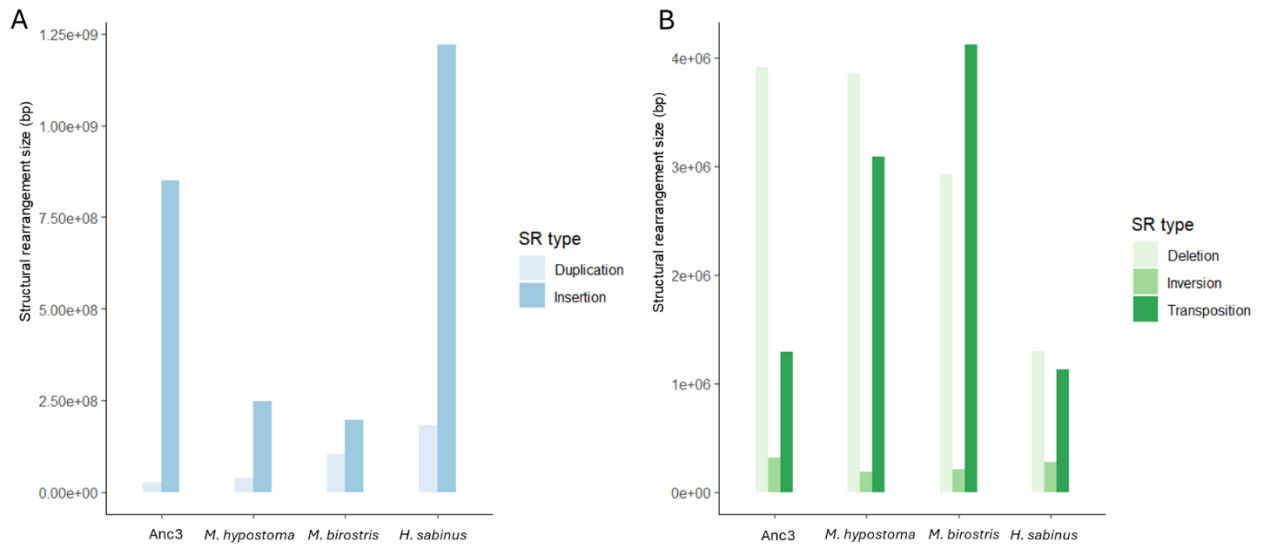 A
Structural rearrangement size (bp)
1.25e+09
1.00e+09
7.50e+08
5.00e+08
2.50e+08
0.00e+00
Anc3 M. hypostoma M. birostris H. sabinus
SR type
Duplication
Insertion
B
Structural rearrangement size (bp)
4e+06
3e+06
2e+06
1e+06
0e+00
Anc3 M. hypostoma M. birostris H. sabinus
SR type
Deletion
Inversion
Transposition